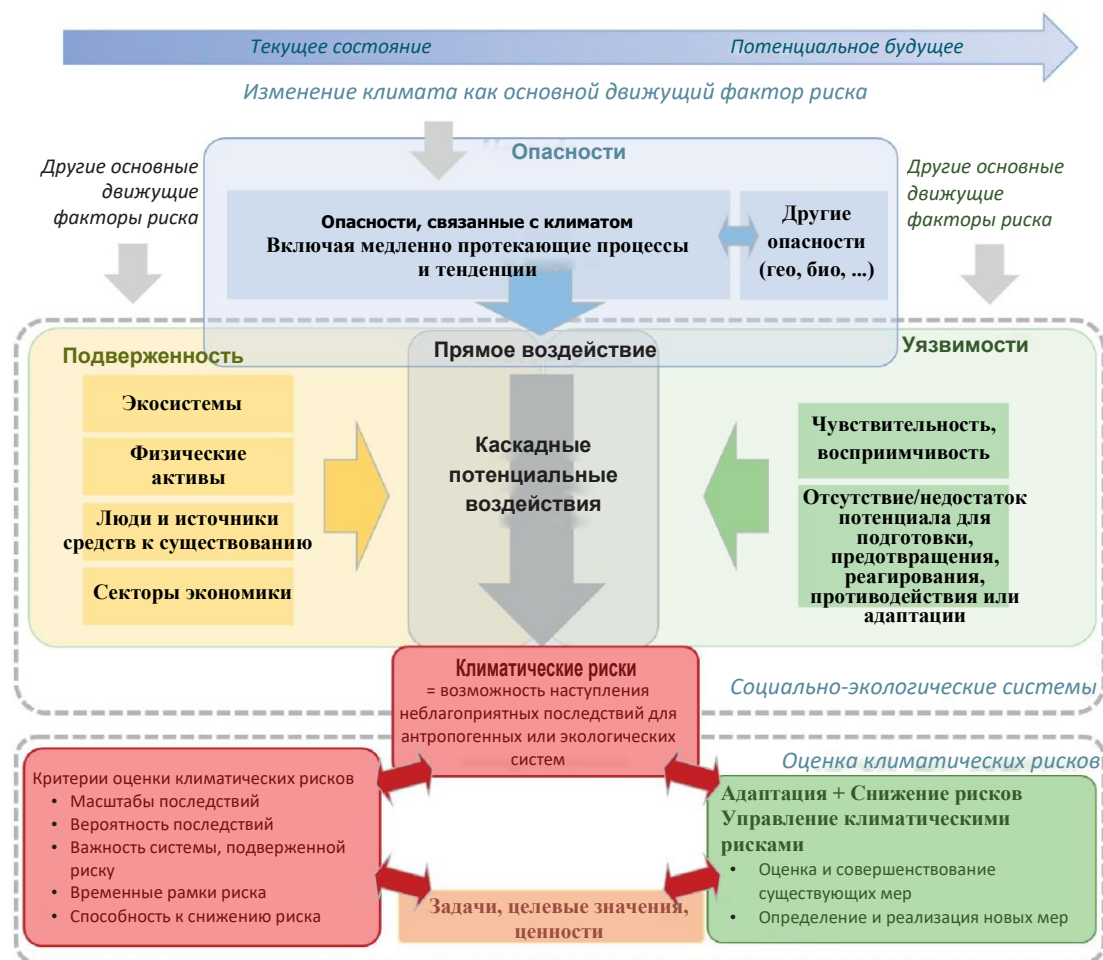 Текущее состояние
Потенциальное будущее
Изменение климата как основной движущий фактор риска
Другие основные
движущие
факторы риска
Опасности
Другие основные
движущие
факторы риска
Опасности, связанные с климатом
Включая медленно протекающие процессы
и тенденции
Другие
опасности
(гео, био, ...)
Подверженность
Прямое воздействие
Уязвимости
Экосистемы
Физические
активы
Люди и источники
средств к существованию
Секторы экономики
Каскадные
потенциальные
воздействия
Чувствительность,
восприимчивость
Отсутствие/недостаток
потенциала для
подготовки,
предотвращения,
реагирования,
противодействия или
адаптации
Климатические риски
= возможность наступления
неблагоприятных последствий для
антропогенных или экологических
систем
Социально-экологические системы
Оценка климатических рисков
Критерии оценки климатических рисков
• Масштабы последствий
• Вероятность последствий
• Важность системы, подверженной
риску
• Временные рамки риска
• Способность к снижению риска
Задачи, целевые значения,
ценности
Адаптация + Снижение рисков
Управление климатическими
рисками
• Оценка и совершенствование
существующих мер
• Определение и реализация новых мер